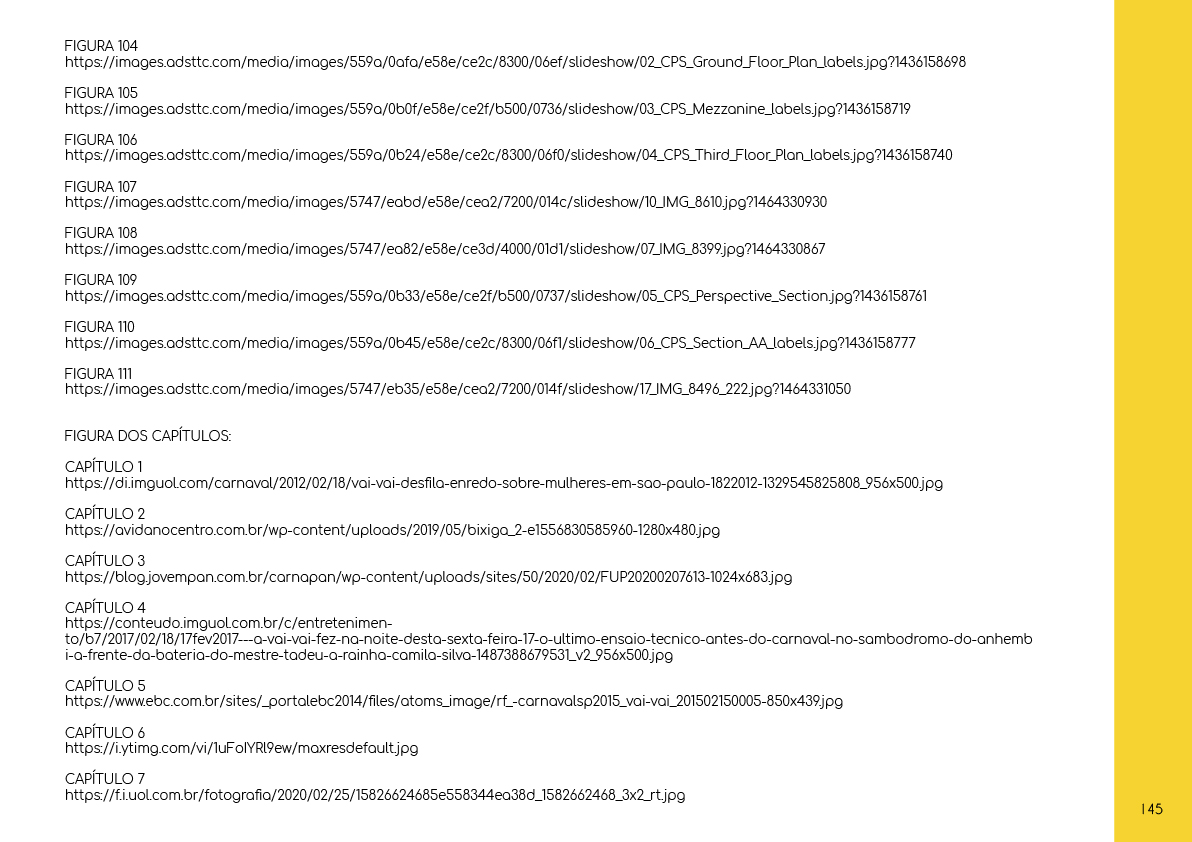 FIGURA 104
https://images.adsttc.com/media/images/559a/0afa/e58e/ce2c/8300/06ef/slideshow/02_CPS_Ground_Floor_Plan_labels.jpg?1436158698
FIGURA 105
https://images.adsttc.com/media/images/559a/0b0f/e58e/ce2f/b500/0736/slideshow/03_CPS_Mezzanine_labels.jpg?1436158719
FIGURA 106
https://images.adsttc.com/media/images/559a/0b24/e58e/ce2c/8300/06f0/slideshow/04_CPS_Third_Floor_Plan_labels.jpg?1436158740
FIGURA 107
https://images.adsttc.com/media/images/5747/eabd/e58e/cea2/7200/014c/slideshow/10_IMG_8610.jpg?1464330930
FIGURA 108
https://images.adsttc.com/media/images/5747/ea82/e58e/ce3d/4000/01d1/slideshow/07_IMG_8399.jpg?1464330867
FIGURA 109
https://images.adsttc.com/media/images/559a/0b33/e58e/ce2f/b500/0737/slideshow/05_CPS_Perspective_Section.jpg?1436158761
FIGURA 110
https://images.adsttc.com/media/images/559a/0b45/e58e/ce2c/8300/06f1/slideshow/06_CPS_Section_AA_labels.jpg?1436158777
FIGURA 111
https://images.adsttc.com/media/images/5747/eb35/e58e/cea2/7200/014f/slideshow/17_IMG_8496_222.jpg?1464331050
FIGURA DOS CAPÍTULOS:
CAPÍTULO 1
https://di.imguol.com/carnaval/2012/02/18/vai-vai-desfila-enredo-sobre-mulheres-em-sao-paulo-1822012-1329545825808_956x500.jpg
CAPÍTULO 2
https://avidanocentro.com.br/wp-content/uploads/2019/05/bixiga_2-e1556830585960-1280x480.jpg
CAPÍTULO 3
https://blog.jovempan.com.br/carnapan/wp-content/uploads/sites/50/2020/02/FUP20200207613-1024x683.jpg
CAPÍTULO 4
https://conteudo.imguol.com.br/c/entretenimen-
to/b7/2017/02/18/17fev2017---a-vai-vai-fez-na-noite-desta-sexta-feira-17-o-ultimo-ensaio-tecnico-antes-do-carnaval-no-sambodromo-do-anhemb
i-a-frente-da-bateria-do-mestre-tadeu-a-rainha-camila-silva-1487388679531_v2_956x500.jpg
CAPÍTULO 5
https://www.ebc.com.br/sites/_portalebc2014/files/atoms_image/rf_-carnavalsp2015_vai-vai_201502150005-850x439.jpg
CAPÍTULO 6
https://i.ytimg.com/vi/1uFoIYRl9ew/maxresdefault.jpg
CAPÍTULO 7
https://f.i.uol.com.br/fotografia/2020/02/25/15826624685e558344ea38d_1582662468_3x2_rt.jpg
145